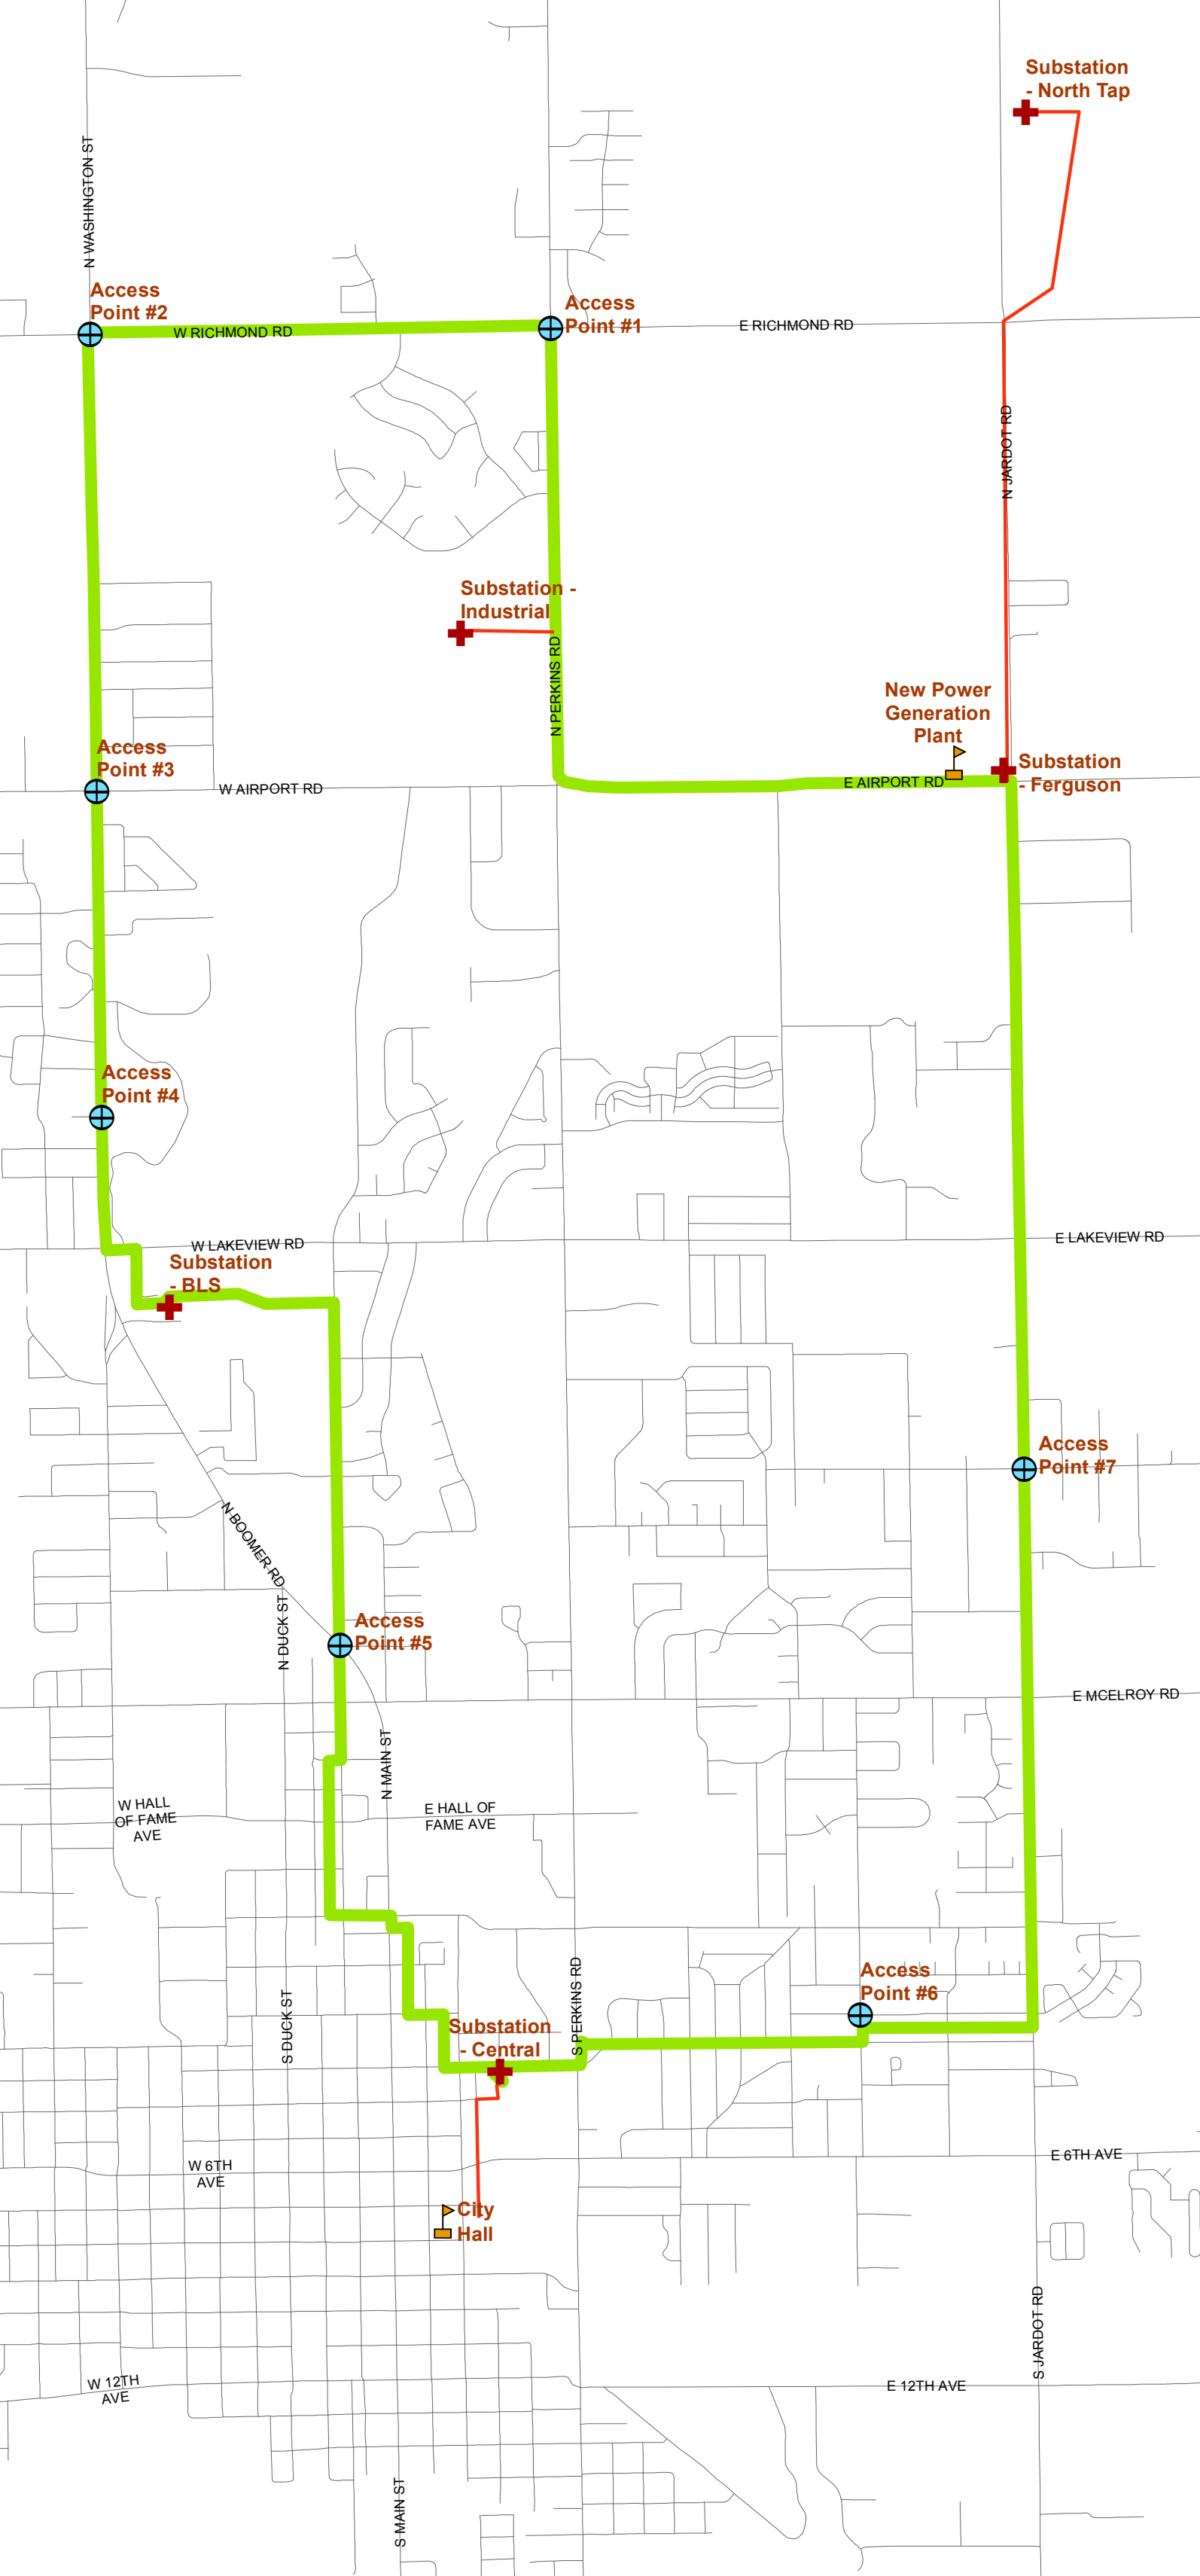 Substation
- North Tap
N WASHINGTON ST
Access
Point #2
Access
Point #1
W RICHMOND RD
E RICHMOND RD
N JARDOT RD
Substation -
Industrial
N PERKINS RD
New Power
Generation
Plant
Access
Point #3
Substation
- Ferguson
W AIRPORT RD
E AIRPORT RD
Access
Point #4
W LAKEVIEW RD
E LAKEVIEW RD
Substation
- BLS
Access
Point #7
N BOOMER RD
N DUCK ST
Access
Point #5
E MCELROY RD
N MAIN ST
W HALL
OF FAME
AVE
E HALL OF
FAME AVE
Access
Point #6
S PERKINS RD
S DUCK ST
Substation
- Central
W 6TH
AVE
E 6TH AVE
City
Hall
S JARDOT RD
W 12TH
AVE
E 12TH AVE
S MAIN ST